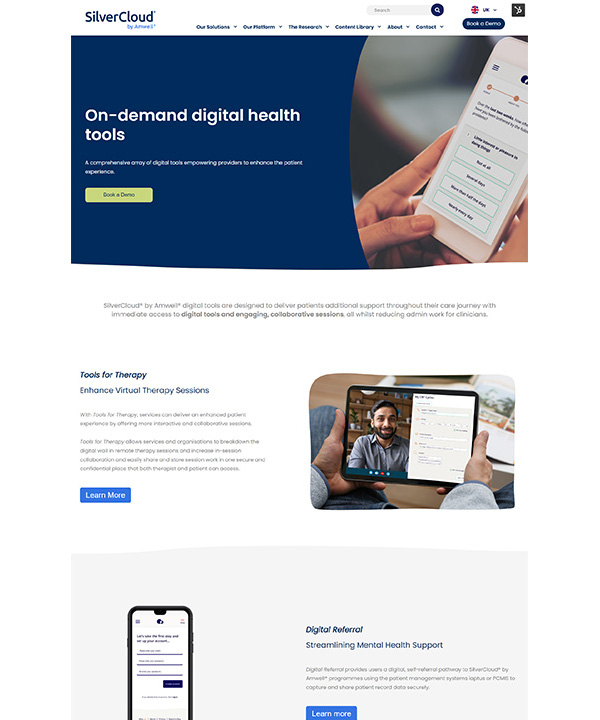 SilverCloud®
by Amwell®
Search
UK
Our Solutions
Our Platform
The Research
Content Library
About
Contact
Book a Demo
On-demand digital health
tools
A comprehensive array of digital tools empowering providers to enhance the patient
experience.
Book a Demo
Over the last two weeks, how often
Little interest or pleasure in
doing things
Not at all
Several days
More than half the days
Nearly every day
SilverCloud® by Amwell® digital tools are designed to deliver patients additional support throughout their care journey with
immediate access to digital tools and engaging, collaborative sessions, all whilst reducing admin work for clinicians.
Tools for Therapy
Enhance Virtual Therapy Sessions
With Tools for Therapy, services can deliver an enhanced patient
experience by offering more interactive and collaborative sessions.
Tools for Therapy allows services and organisations to breakdown the
digital wall in remote therapy sessions and increase in-session
collaboration and easily share and store session work in one secure and
confidential place that both therapist and patient can access.
Learn More
Let's take the first step and
set up your account...
Digital Referral
Streamlining Mental Health Support
Digital Referral provides users a digital, self-referral pathway to SilverCloud® by
Amwell® programmes using the patient management systems iaptus or PCMIS to
capture and share patient record data securely.
Learn more